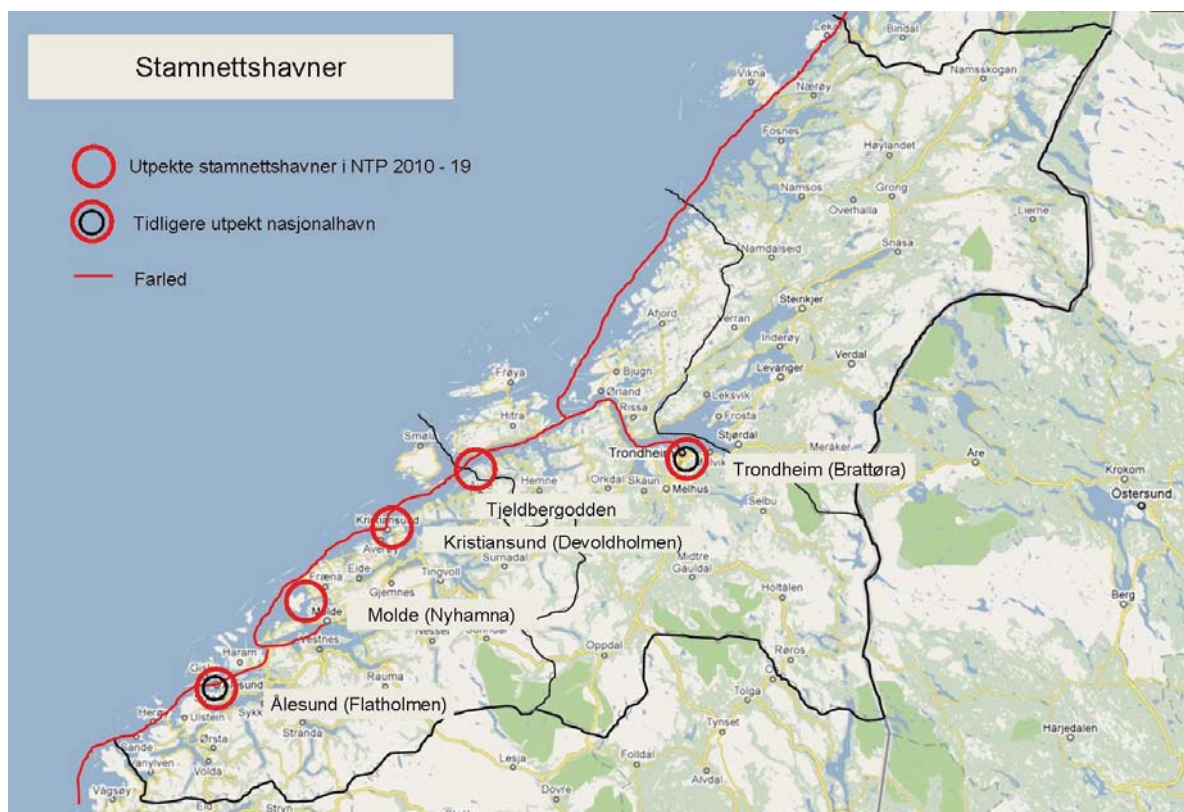 Stamnettshavner
Utpekte stamnettshavner i NTP 2010 - 19
Tidligere utpekt nasjonalhavn
Farled
Leka
Bindal
Vikna
Nærøy
Namsskogan
Fosnes
Høylandet
Namsos
Grong
Overhalla
Lierne
Snåsa
Namdalseid
Steinkjer
Afjord
Verran
Inderøy
Verdal
Levanger
Bjugn
Frøya
Ørland
Leksvik
Rissa
Frosta
Hitra
Stjørdal
Smøla
Meråker
Trondheim
Trondheim (Brattøra)
Åre
Krokom
Östersund
Hemne
Orkdal
Skaun
Melhus
Selbu
Tjeldbergodden
Kristiansund
Kristiansund (Devoldholmen)
Averøy
Surnadal
Midtre
Gauldal
Eide
Tingvoll
Fræna
Gjemnes
Holtålen
Berg
Molde
Molde (Nyhamna)
Vestnes
Nesset
Oppdal
Røros
Haram
Rauma
Ålesund (Flatholmen)
Tolga
Herøy
Ulstein
Sykk
Stranda
Ørsta
Tynset
Härjedalen
Sande
Vanylven
Volda
Lesja
Folldal
Alvdal
Vågsøy
Stryn
Dovre